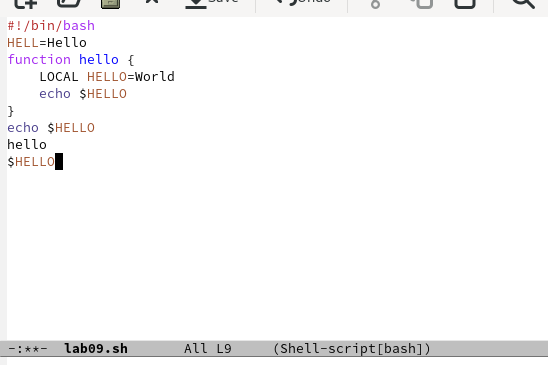 Save Undo
#!/bin/bash
HELL=Hello
function hello {
    LOCAL HELLO=World
    echo $HELLO
}
echo $HELLO
hello
$HELLO
-:**-  lab09.sh       All L9     (Shell-script[bash])